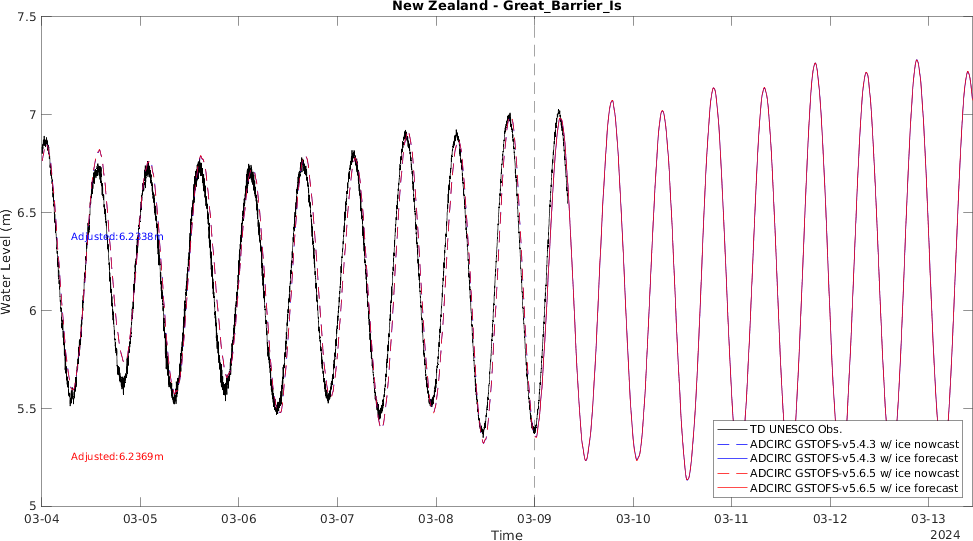 New Zealand - Great_Barrier_Is
7.5
7
6.5
6
5.5
5
Water Level (m)
Adjusted:6.2338m
Adjusted:6.2369m
TD UNESCO Obs.
ADCIRC GSTOFS-v5.4.3 w/ ice nowcast
ADCIRC GSTOFS-v5.4.3 w/ ice forecast
ADCIRC GSTOFS-v5.6.5 w/ ice nowcast
ADCIRC GSTOFS-v5.6.5 w/ ice forecast
03-04 03-05 03-06 03-07 03-08 03-09 03-10 03-11 03-12 03-13
Time
2024